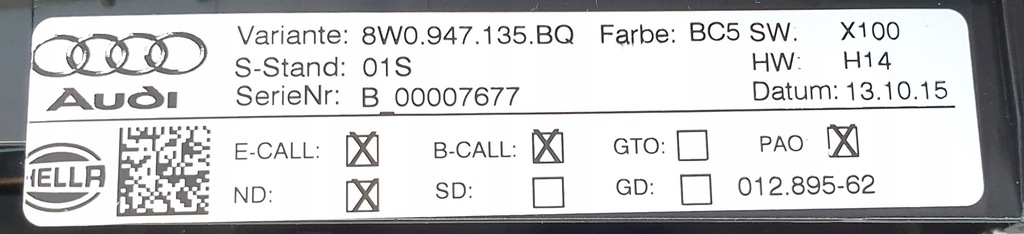 Audi
Variante: 8W0.947.135.BQ Farbe: BC5 SW. X100
S-Stand: 01S HW: H14
SerieNr: B_00007677 Datum: 13.10.15
HELLA
E-CALL: ☒ B-CALL: ☒ GTO: ☐ PAO ☒
ND: ☒ SD: ☐ GD: ☐ 012.895-62